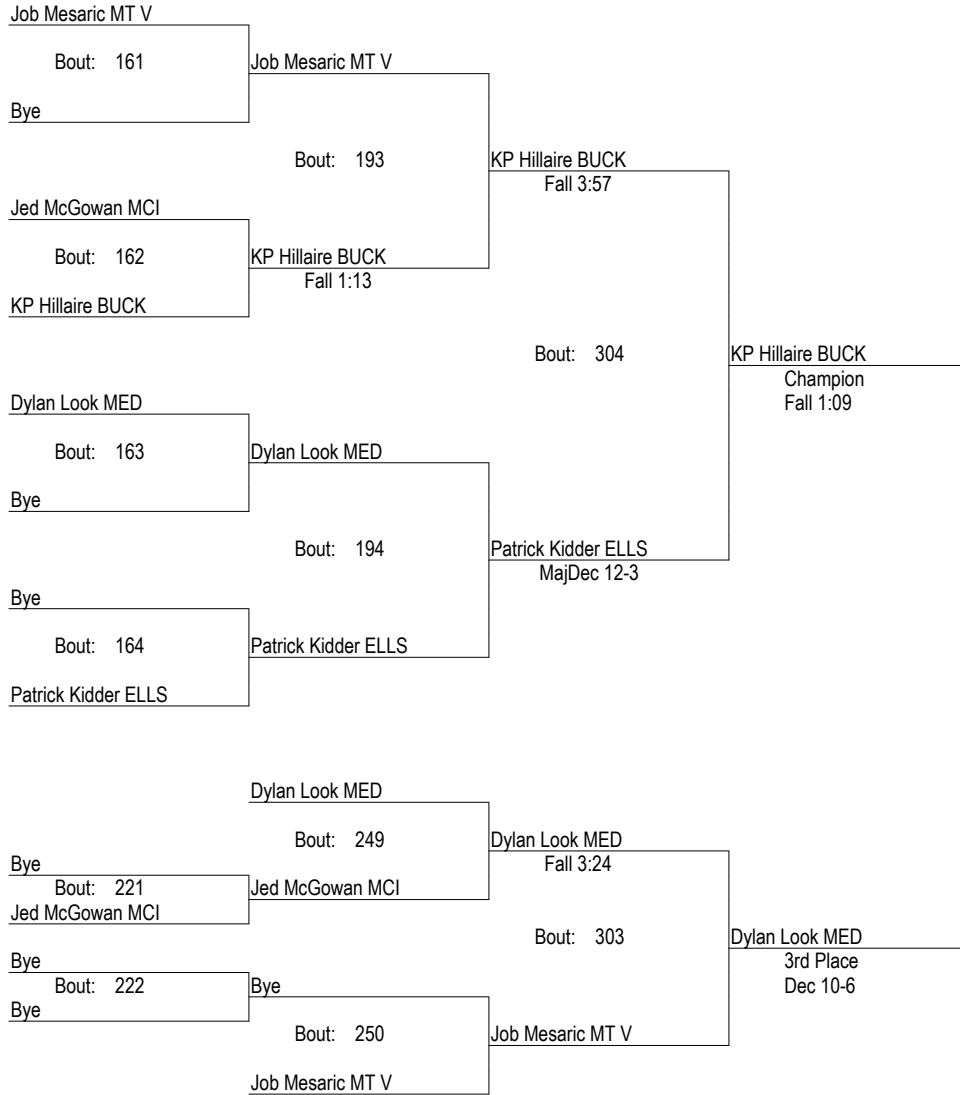 Job Mesaric MT V
Bout: 161 Job Mesaric MT V
Bye
Bout: 193 KP Hillaire BUCK
Fall 3:57
Jed McGowan MCI
Bout: 162 KP Hillaire BUCK
Fall 1:13
KP Hillaire BUCK
Bout: 304 KP Hillaire BUCK
Champion
Dylan Look MED Fall 1:09
Bout: 163 Dylan Look MED
Bye
Bout: 194 Patrick Kidder ELLS
MajDec 12-3
Bye
Bout: 164 Patrick Kidder ELLS
Patrick Kidder ELLS
Dylan Look MED
Bout: 249 Dylan Look MED
Bye Fall 3:24
Bout: 221 Jed McGowan MCI
Jed McGowan MCI
Bout: 303 Dylan Look MED
Bye 3rd Place
Bout: 222 Bye Dec 10-6
Bye
Bout: 250 Job Mesaric MT V
Job Mesaric MT V